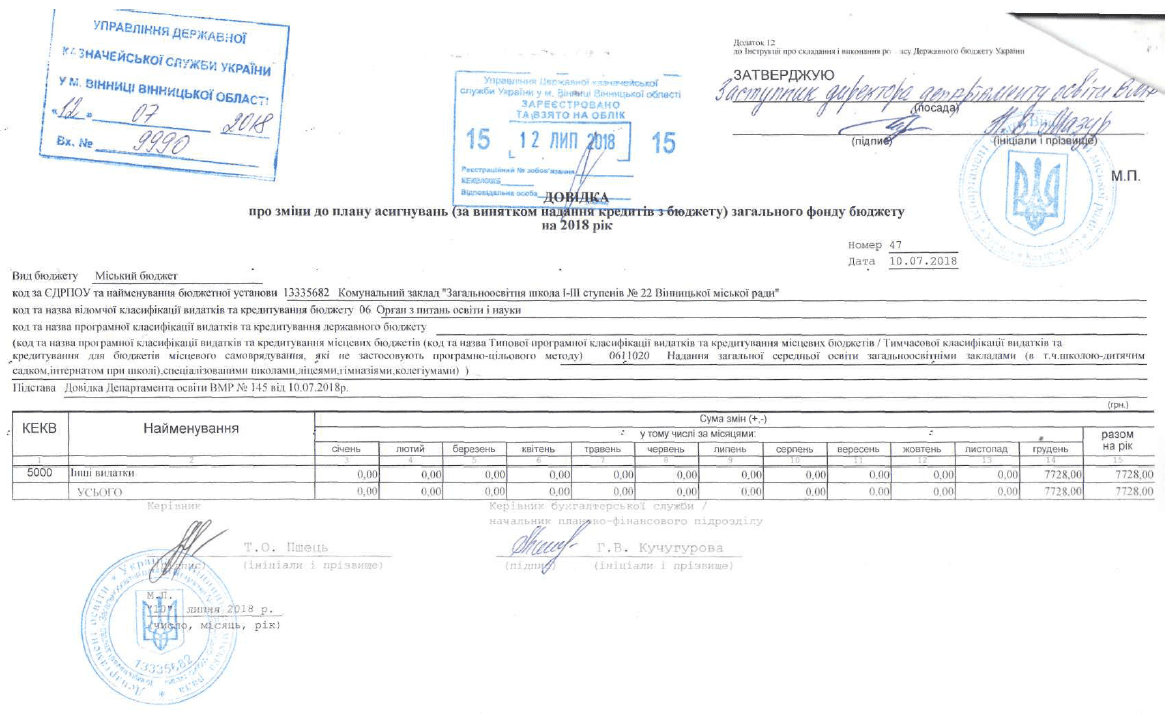 УПРАВЛІННЯ ДЕРЖАВНОЇ
КАЗНАЧЕЙСЬКОЇ СЛУЖБИ УКРАЇНИ
У М. ВІННИЦІ ВІННИЦЬКОЇ ОБЛАСТІ
«12» 07 2018
Вх. № 9990
Управління Державної казначейської
служби України у м. Вінниці Вінницької області
ЗАРЕЄСТРОВАНО
ТА ВЗЯТО НА ОБЛІК
15 12 ЛИП 2018 15
Реєстраційний № зобов'язання
Відповідальна особа
Додаток 12
до Інструкції про складання і виконання ро су Державного бюджету України
ЗАТВЕРДЖУЮ
Заступник директора департаменту освіти
(посада)
Мазур
(підпис) (ініціали і прізвище)
М.П.
ДОВІДКА
про зміни до плану асигнувань (за винятком надання кредитів з бюджету) загального фонду бюджету
на 2018 рік
Номер 47
Дата 10.07.2018
Вид бюджету Міський бюджет
код за ЄДРПОУ та найменування бюджетної установи 13335682 Комунальний заклад "Загальноосвітня школа І-ІІІ ступенів № 22 Вінницької міської ради"
код та назва відомчої класифікації видатків та кредитування бюджету 06 Орган з питань освіти і науки
код та назва програмної класифікації видатків та кредитування державного бюджету
(код та назва програмної класифікації видатків та кредитування місцевих бюджетів (код та назва Типової програмної класифікації видатків та кредитування місцевих бюджетів / Тимчасової класифікації видатків та
кредитування для бюджетів місцевого самоврядування, які не застосовують програмно-цільового методу) 0611020 Надання загальної середньої освіти загальноосвітніми закладами (в т.ч.школою-дитячим
садком,інтернатом при школі),спеціалізованими школами,ліцеями,гімназіями,колегіумами) )
Підстава Довідка Департамента освіти ВМР № 145 від 10.07.2018р.
(грн.)
КЕКВ Найменування Сума змін (+,-)
у тому числі за місяцями: разом на рік
січень лютий березень квітень травень червень липень серпень вересень жовтень листопад грудень
1 2 3 4 5 6 7 8 9 10 11 12 13 14 15
5000 Інші видатки 0,00 0,00 0,00 0,00 0,00 0,00 0,00 0,00 0,00 0,00 0,00 7728,00 7728,00
УСЬОГО 0,00 0,00 0,00 0,00 0,00 0,00 0,00 0,00 0,00 0,00 0,00 7728,00 7728,00
Керівник Керівник бухгалтерської служби /
начальник планово-фінансового підрозділу
Т.О. Пшець Г.В. Кучугурова
(підпис) (ініціали і прізвище) (підпис) (ініціали і прізвище)
М.П.
"10" липня 2018 р.
(число, місяць, рік)
13335682